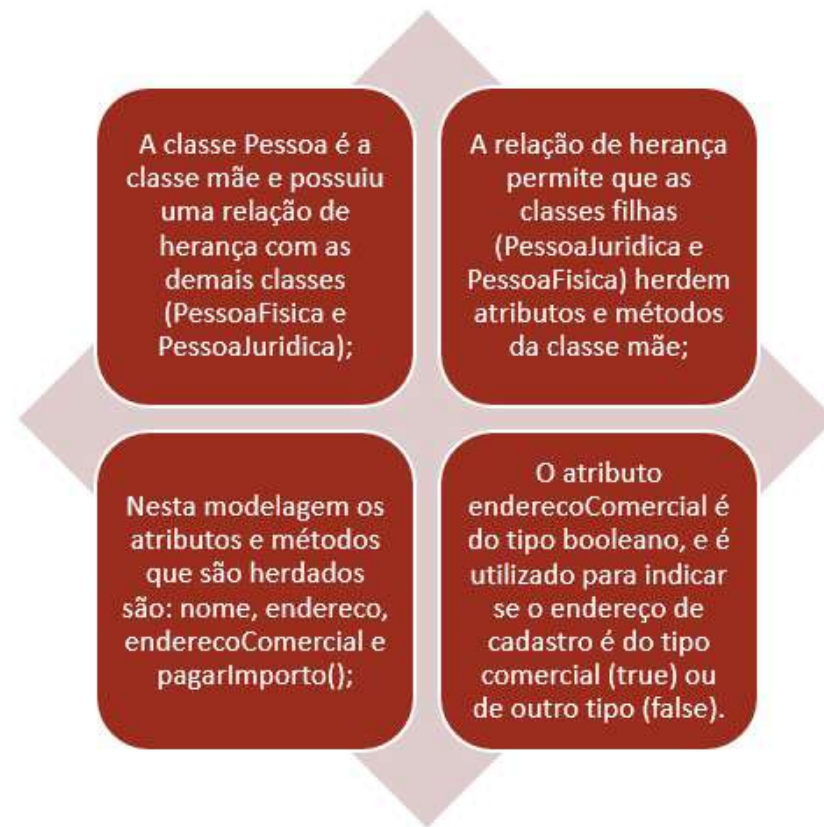 A classe Pessoa é a
classe mãe e possuiu
uma relação de
herança com as
demais classes
(PessoaFisica e
PessoaJuridica);
A relação de herança
permite que as
classes filhas
(PessoaJuridica e
PessoaFisica) herdem
atributos e métodos
da classe mãe;
Nesta modelagem os
atributos e métodos
que são herdados
são: nome, endereco,
enderecoComercial e
pagarImporto();
O atributo
enderecoComercial é
do tipo booleano, e é
utilizado para indicar
se o endereço de
cadastro é do tipo
comercial (true) ou
de outro tipo (false).